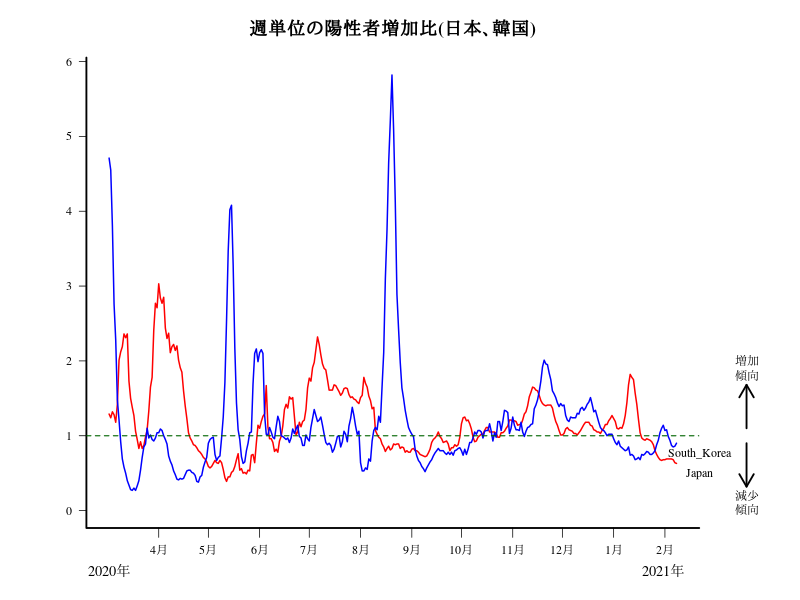 週単位の陽性者増加比(日本、韓国)
6
5
4
3
2
1
0
増加
傾向
South_Korea
Japan
減少
傾向
4月 5月 6月 7月 8月 9月 10月 11月 12月 1月 2月
2020年 2021年